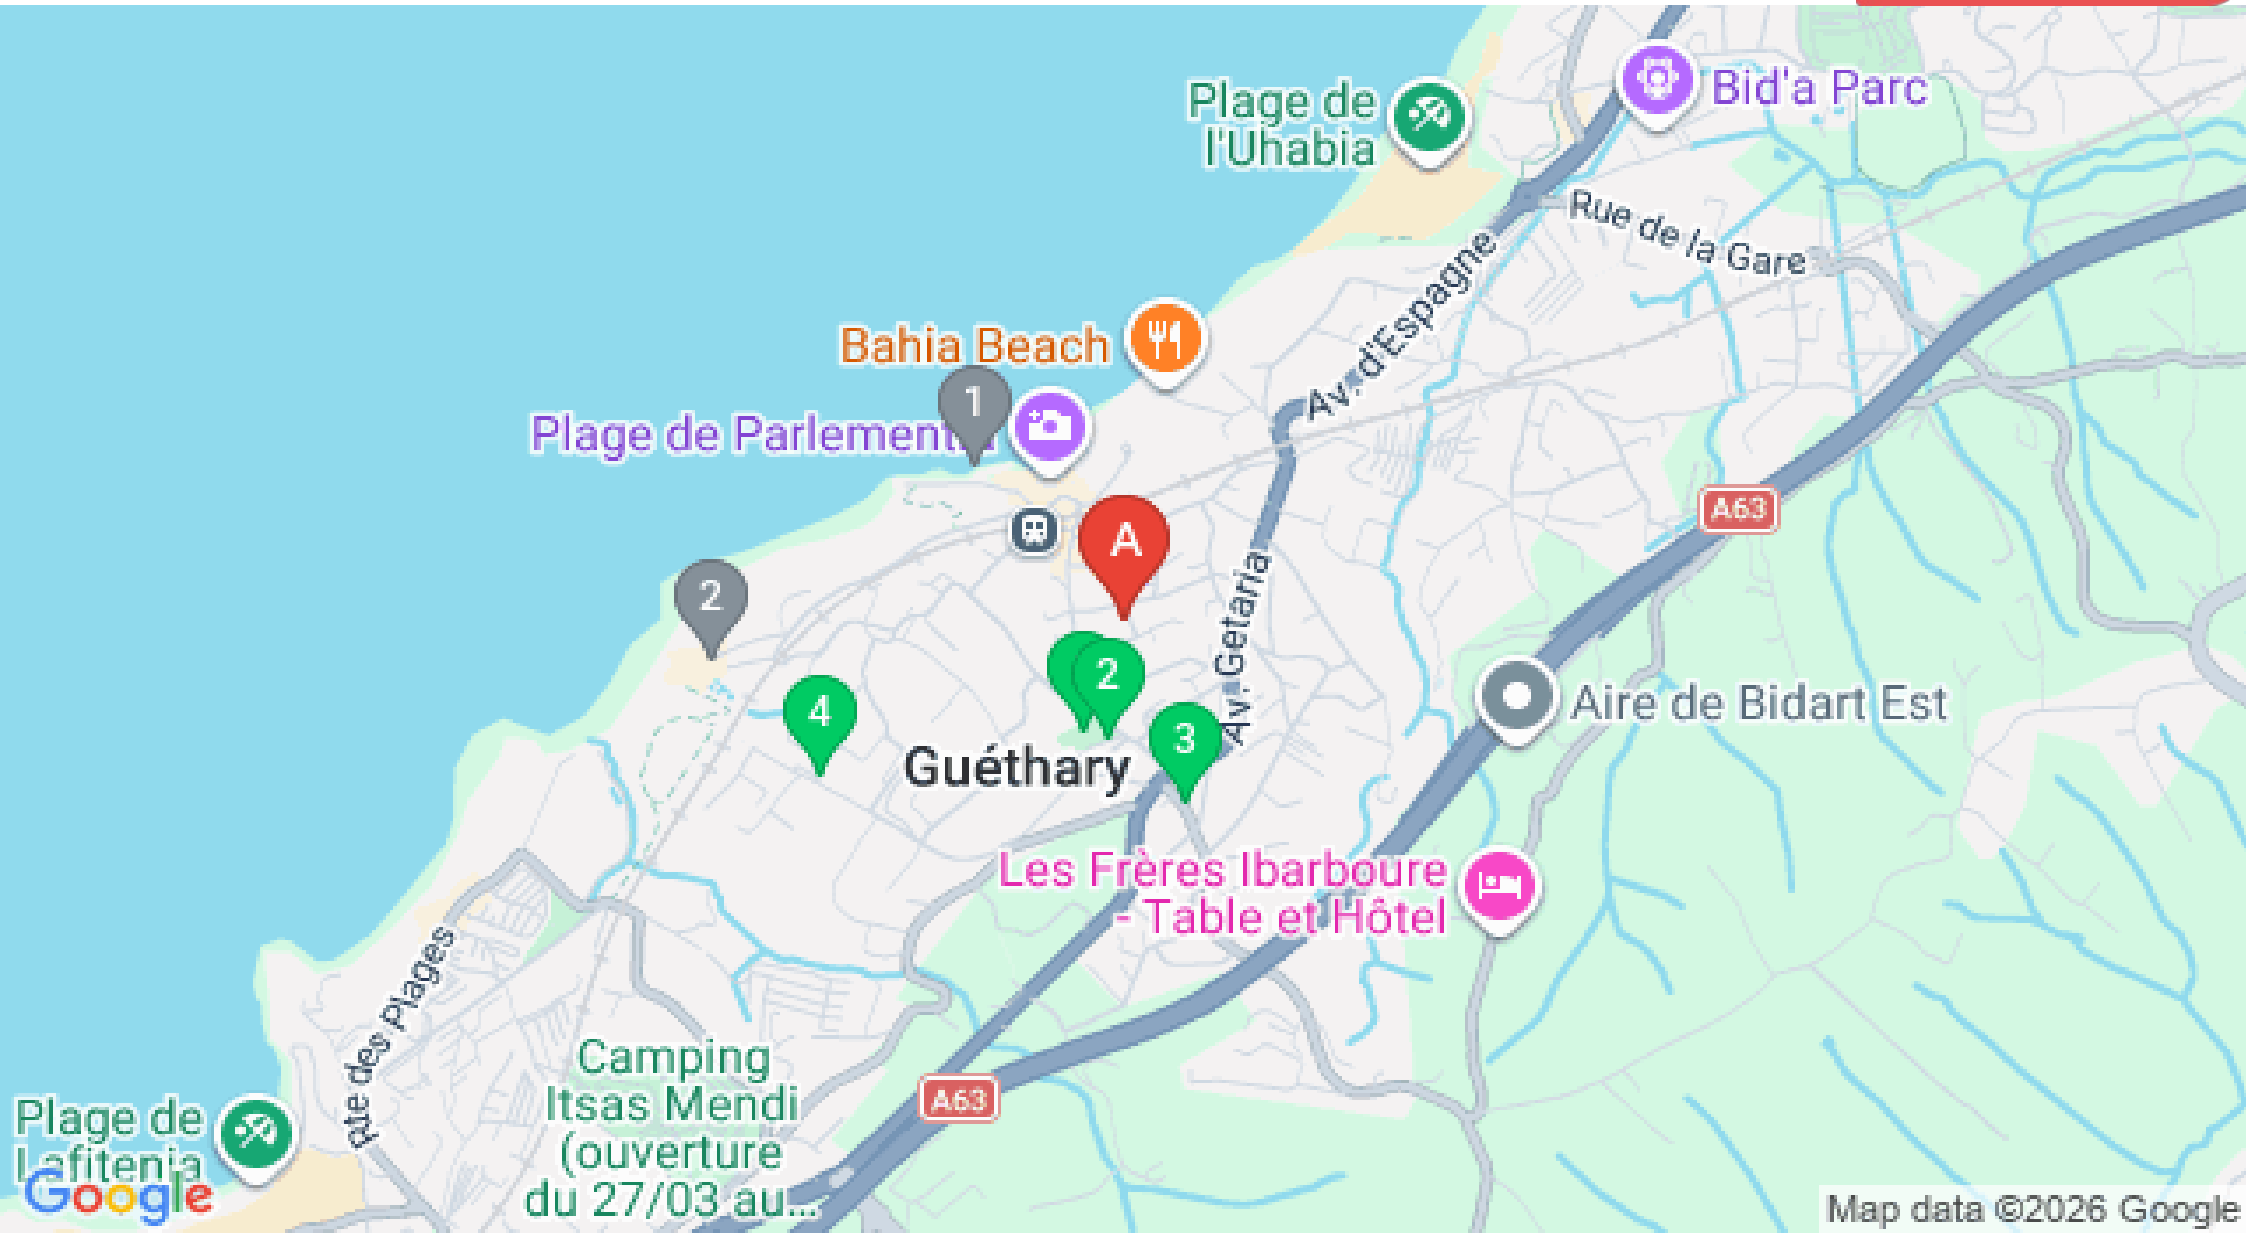 Plage de
l'Uhabia
Bid'a Parc
Rue de la Gare
Av. d'Espagne
Bahia Beach
1
Plage de
A
A63
2
Av. Getaria
2
4
3
Aire de Bidart Est
Guéthary
Les Frères Ibarboure
- Table et Hôtel
Rte des Plages
Camping
Itsas Mendi
(ouverture
du 27/03 au...
A63
Plage de
Lafitenia
Google
Map data ©2026 Google